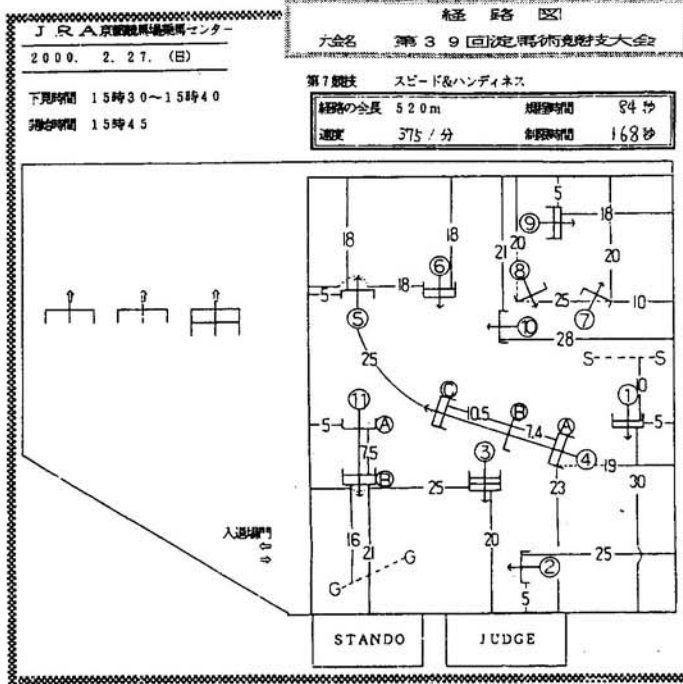 経路図
大会名 第39回淀馬術競技大会
JRA京都競馬場乗馬センター
2000. 2. 27. (日)
下見時間 15時30〜15時40
開始時間 15時45
第7競技 スピード&ハンディネス
経路の全長 520m 規定時間 84秒
速度 375/分 制限時間 168秒
5
⑨ 18
18 18 21 20 20
⑥ ⑧
5 18 25 10
⑤ ⑩ ⑦
28
25 S S
10
⑪ Ⓒ ①
10.5 Ⓑ
5 Ⓐ 7.4 Ⓐ 5
7.5 ③ ④ 19
Ⓑ 25 23 30
入退場門 16 21 20 25
G ②
G 5
STANDO JUDGE